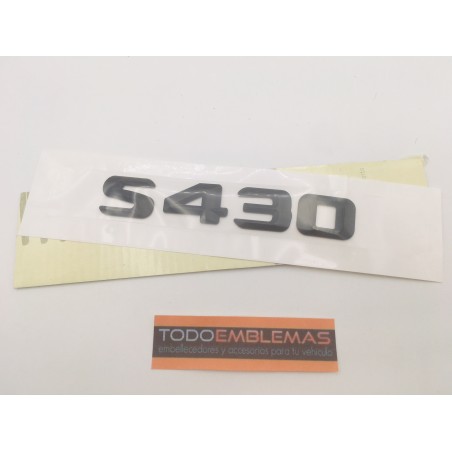 S430
TODOEMBLEMAS
embellecedores y accesorios para tu vehículo